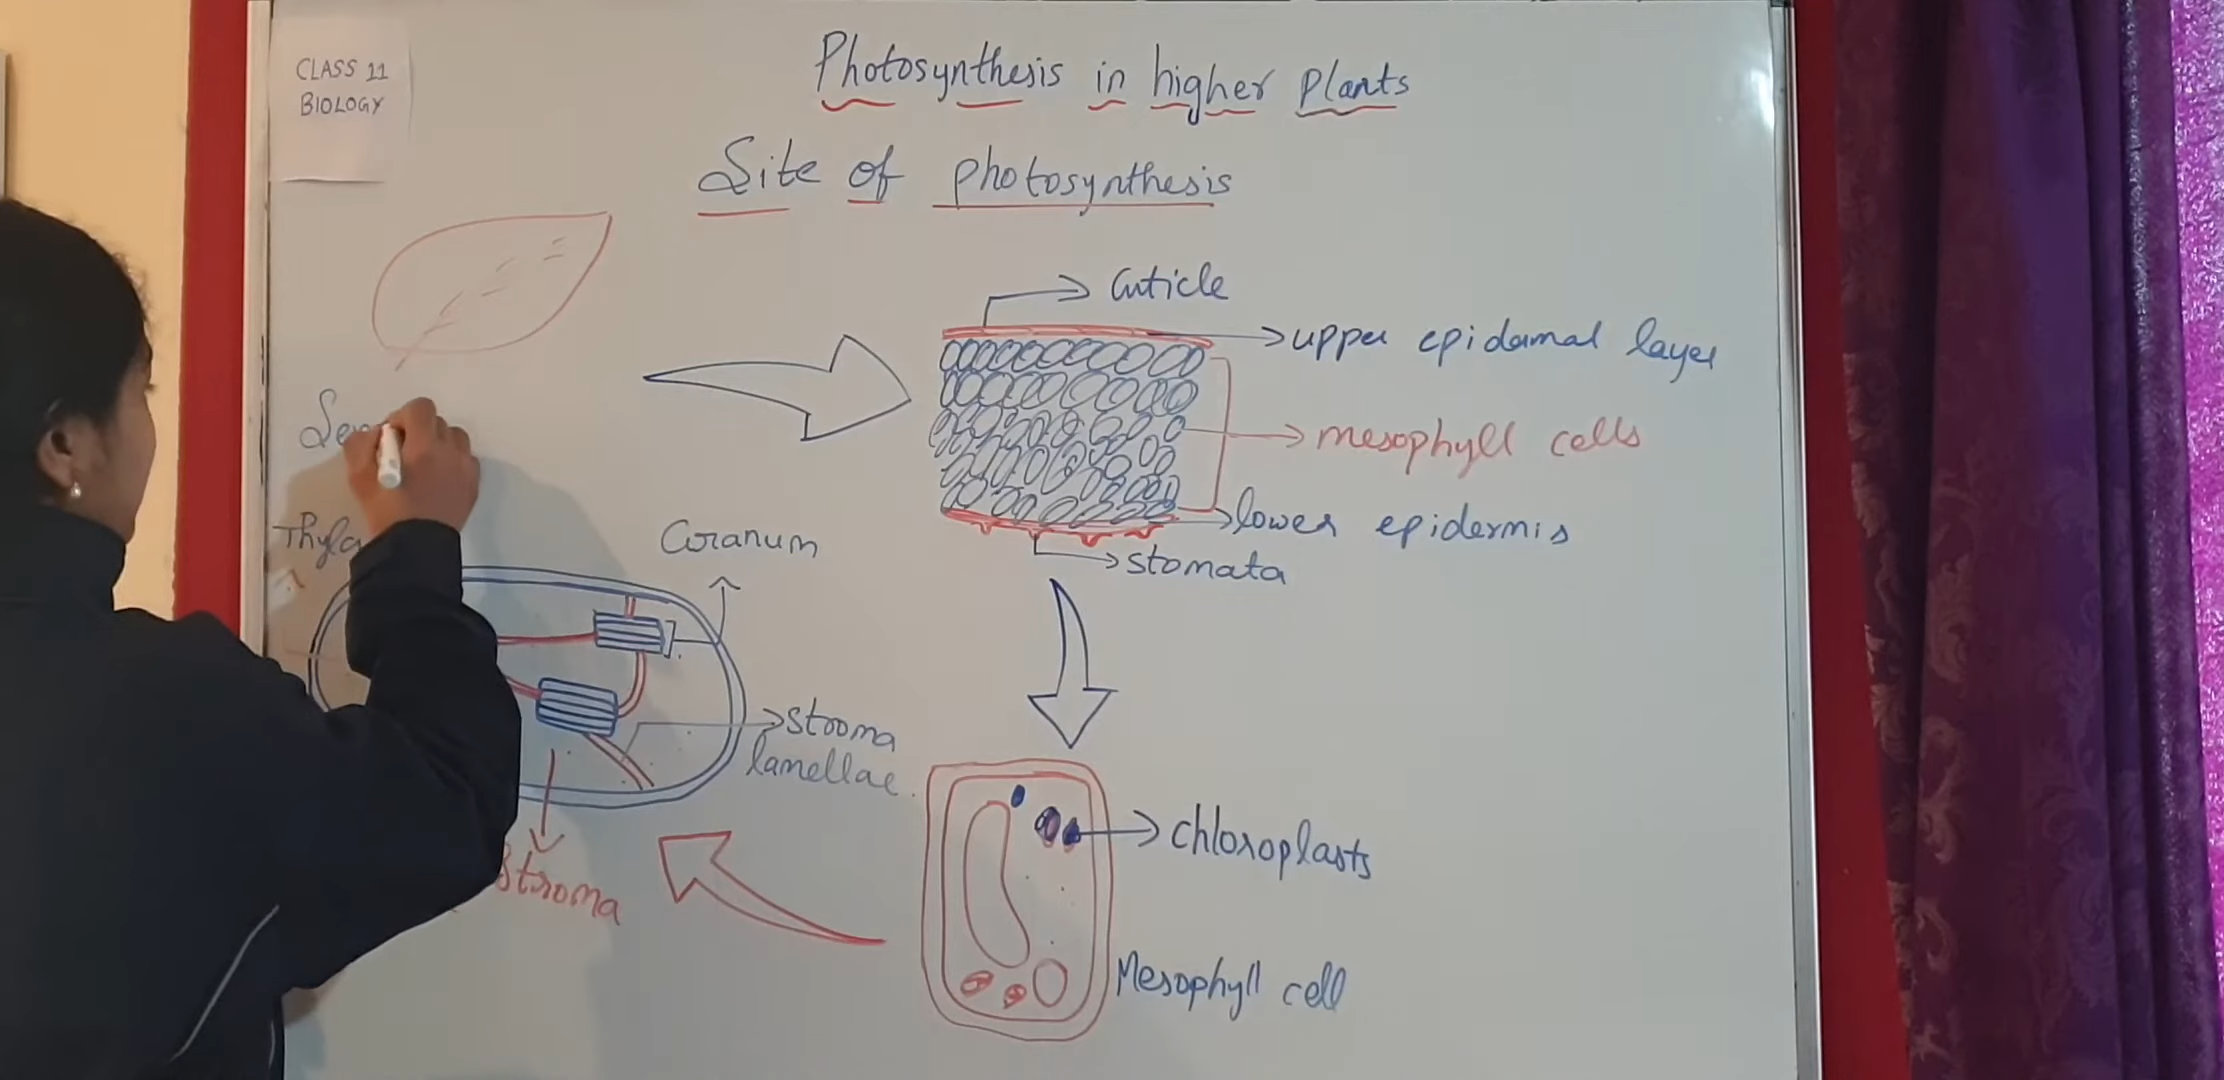 CLASS 11
BIOLOGY
Photosynthesis in higher Plants
Site of photosynthesis
Cuticle
upper epidermal layer
mesophyll cells
lower epidermis
stomata
Granum
stroma
lamellae
Stroma
chloroplasts
Mesophyll cell